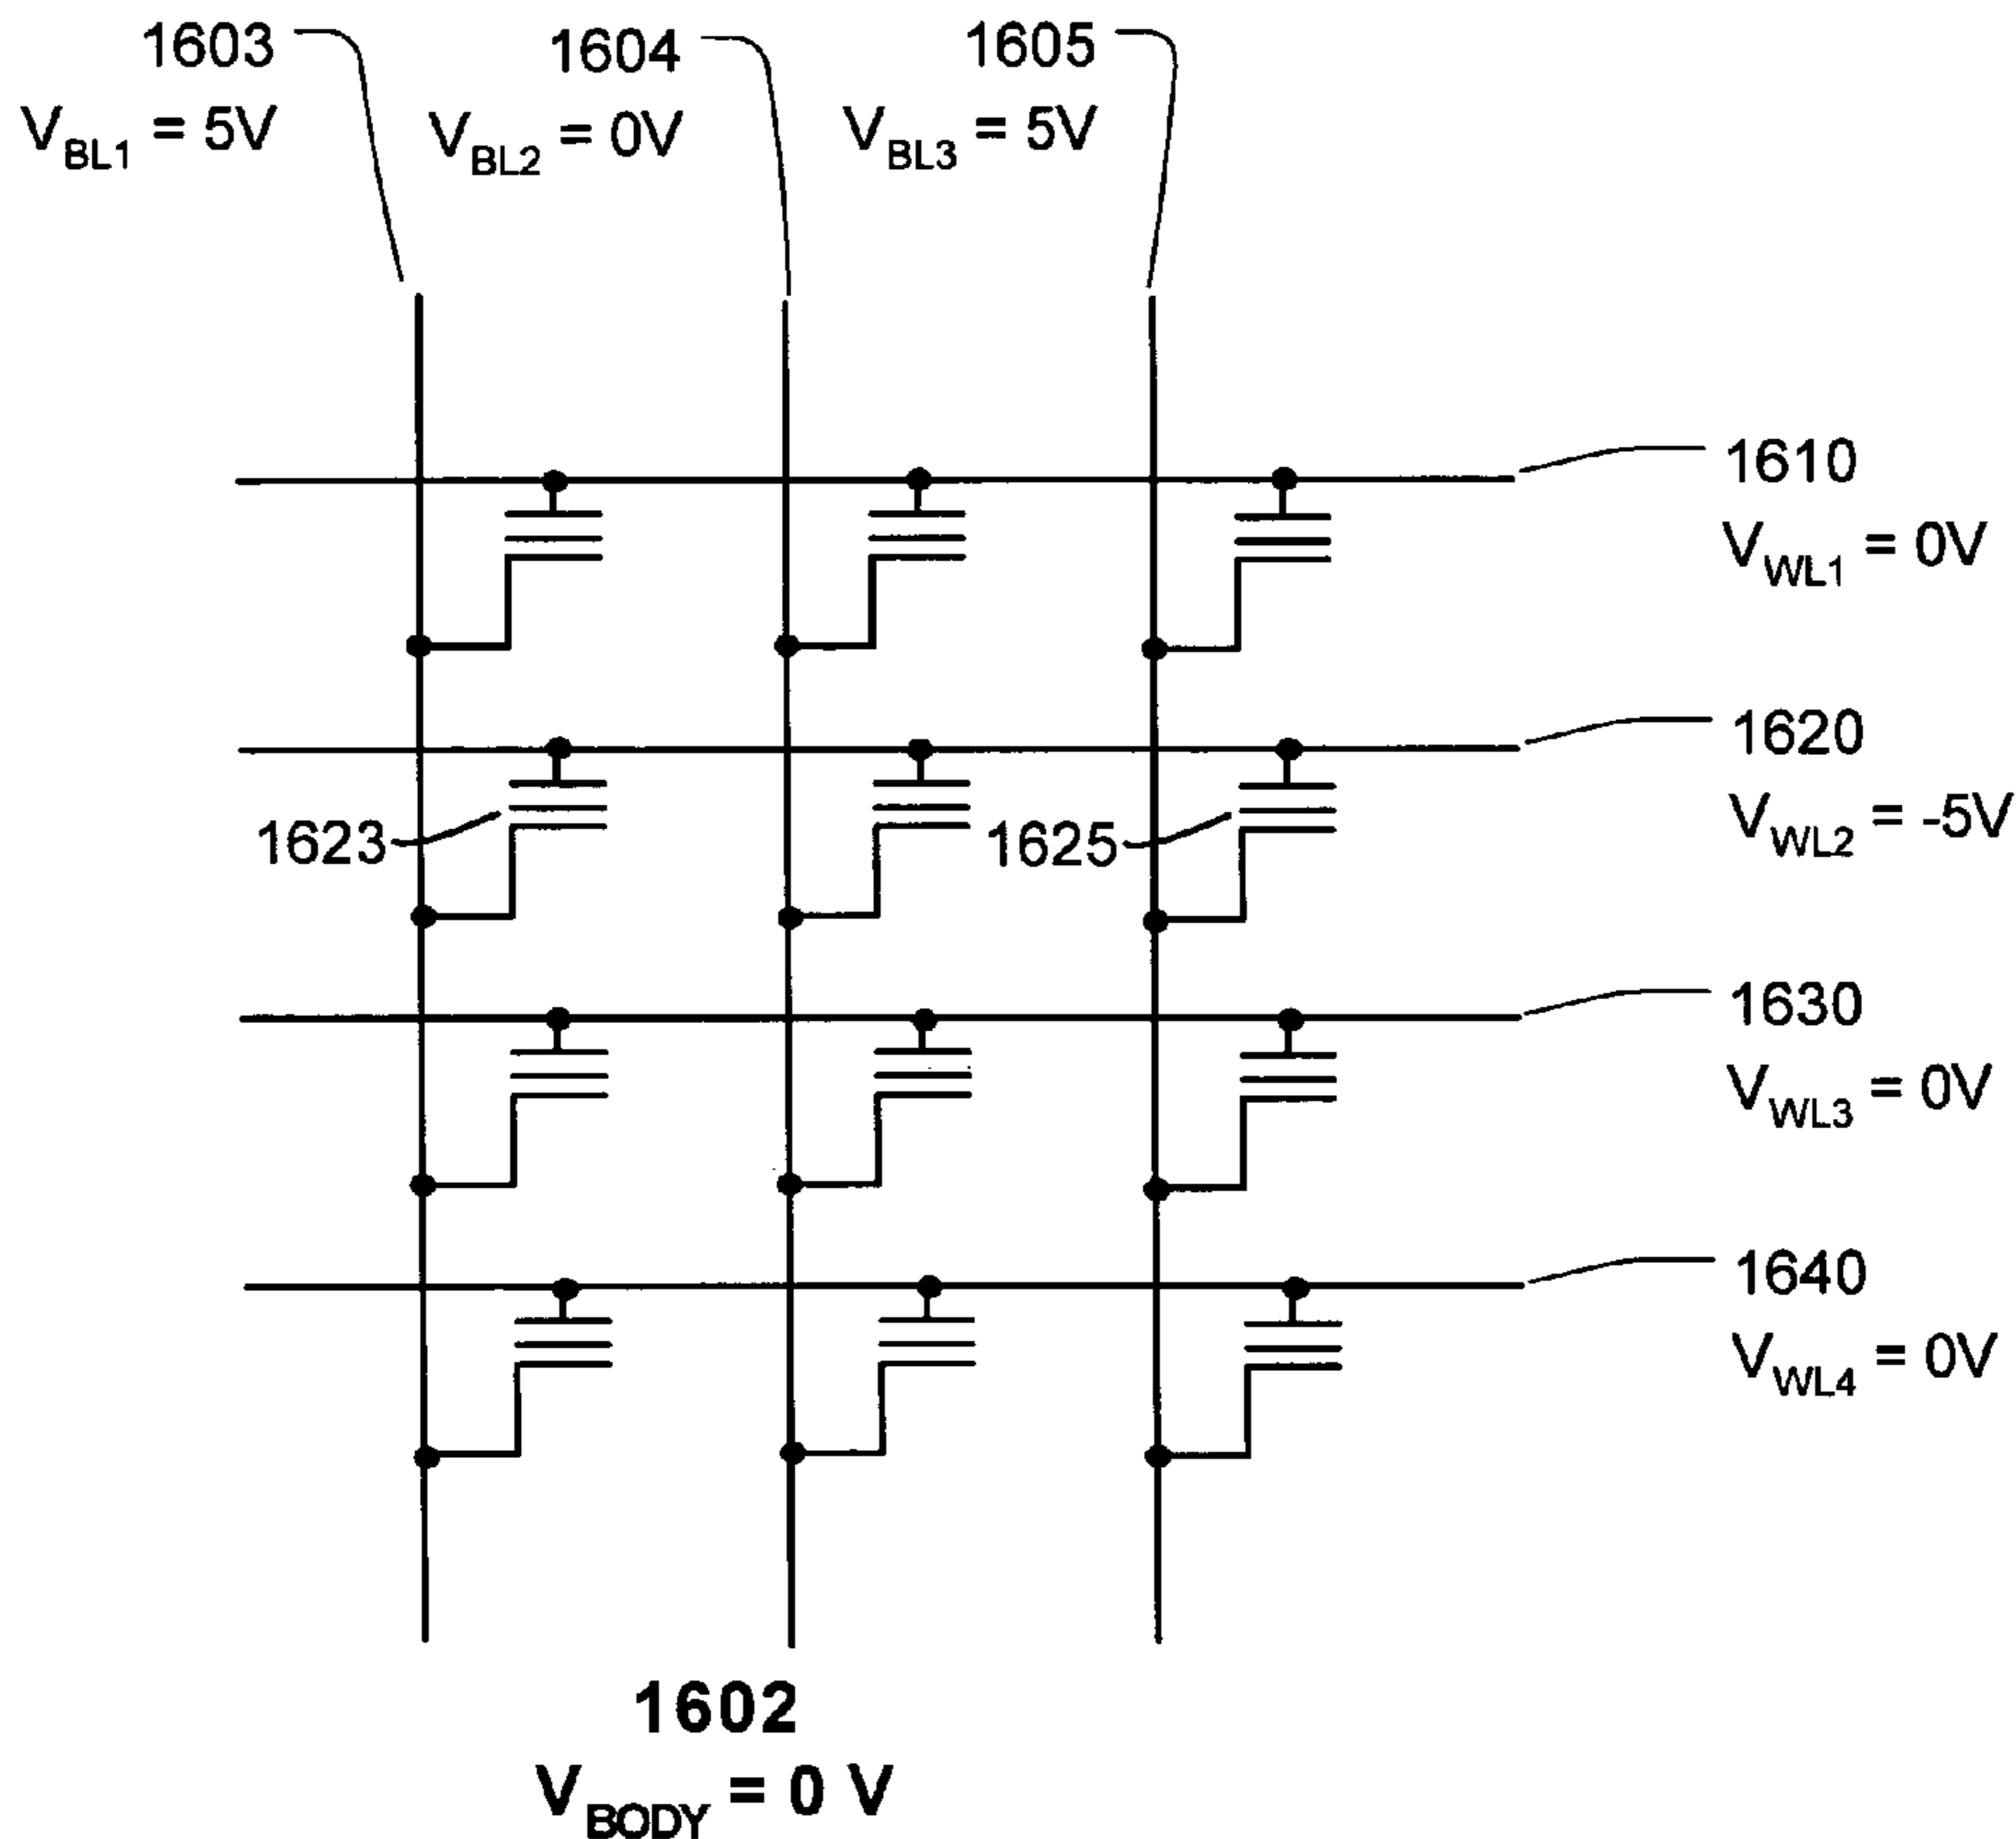 1603
V_BL1 = 5V
1604
V_BL2 = 0V
1605
V_BL3 = 5V
1610
V_WL1 = 0V
1620
V_WL2 = -5V
1623
1625
1630
V_WL3 = 0V
1640
V_WL4 = 0V
1602
V_BODY = 0 V